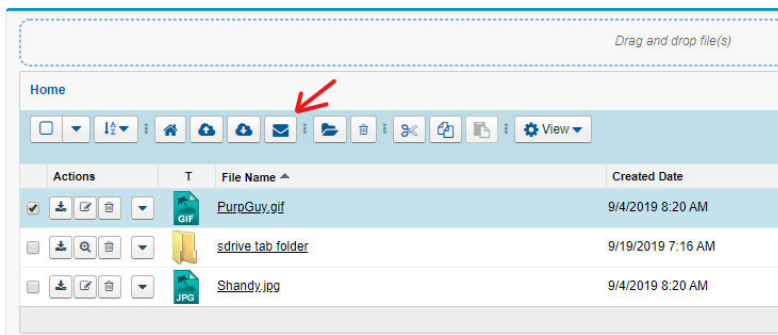 Drag and drop file(s)
Home
A Z View
Actions T File Name Created Date
GIF PurpGuy.gif 9/4/2019 8:20 AM
sdrive tab folder 9/19/2019 7:16 AM
JPG Shandy.jpg 9/4/2019 8:20 AM